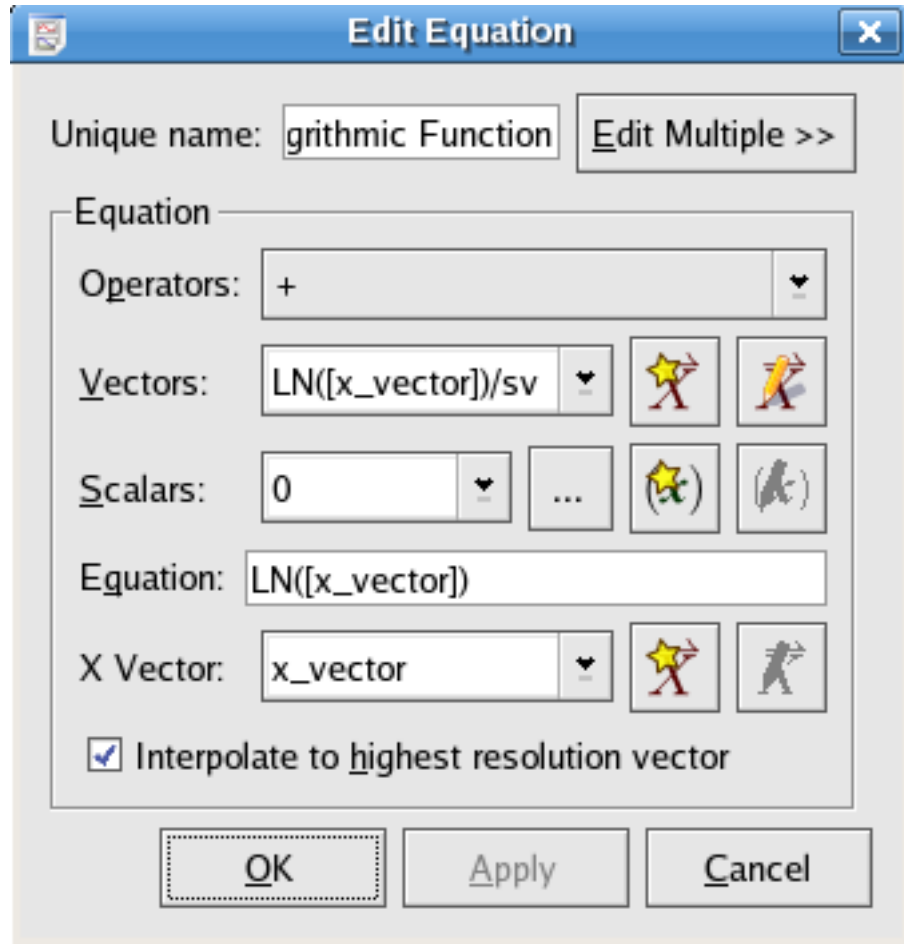 Edit Equation
Unique name: grithmic Function Edit Multiple >>
Equation
Operators: +
Vectors: LN([x_vector])/sv
Scalars: 0 ... (x) (x)
Equation: LN([x_vector])
X Vector: x_vector
Interpolate to highest resolution vector
OK Apply Cancel